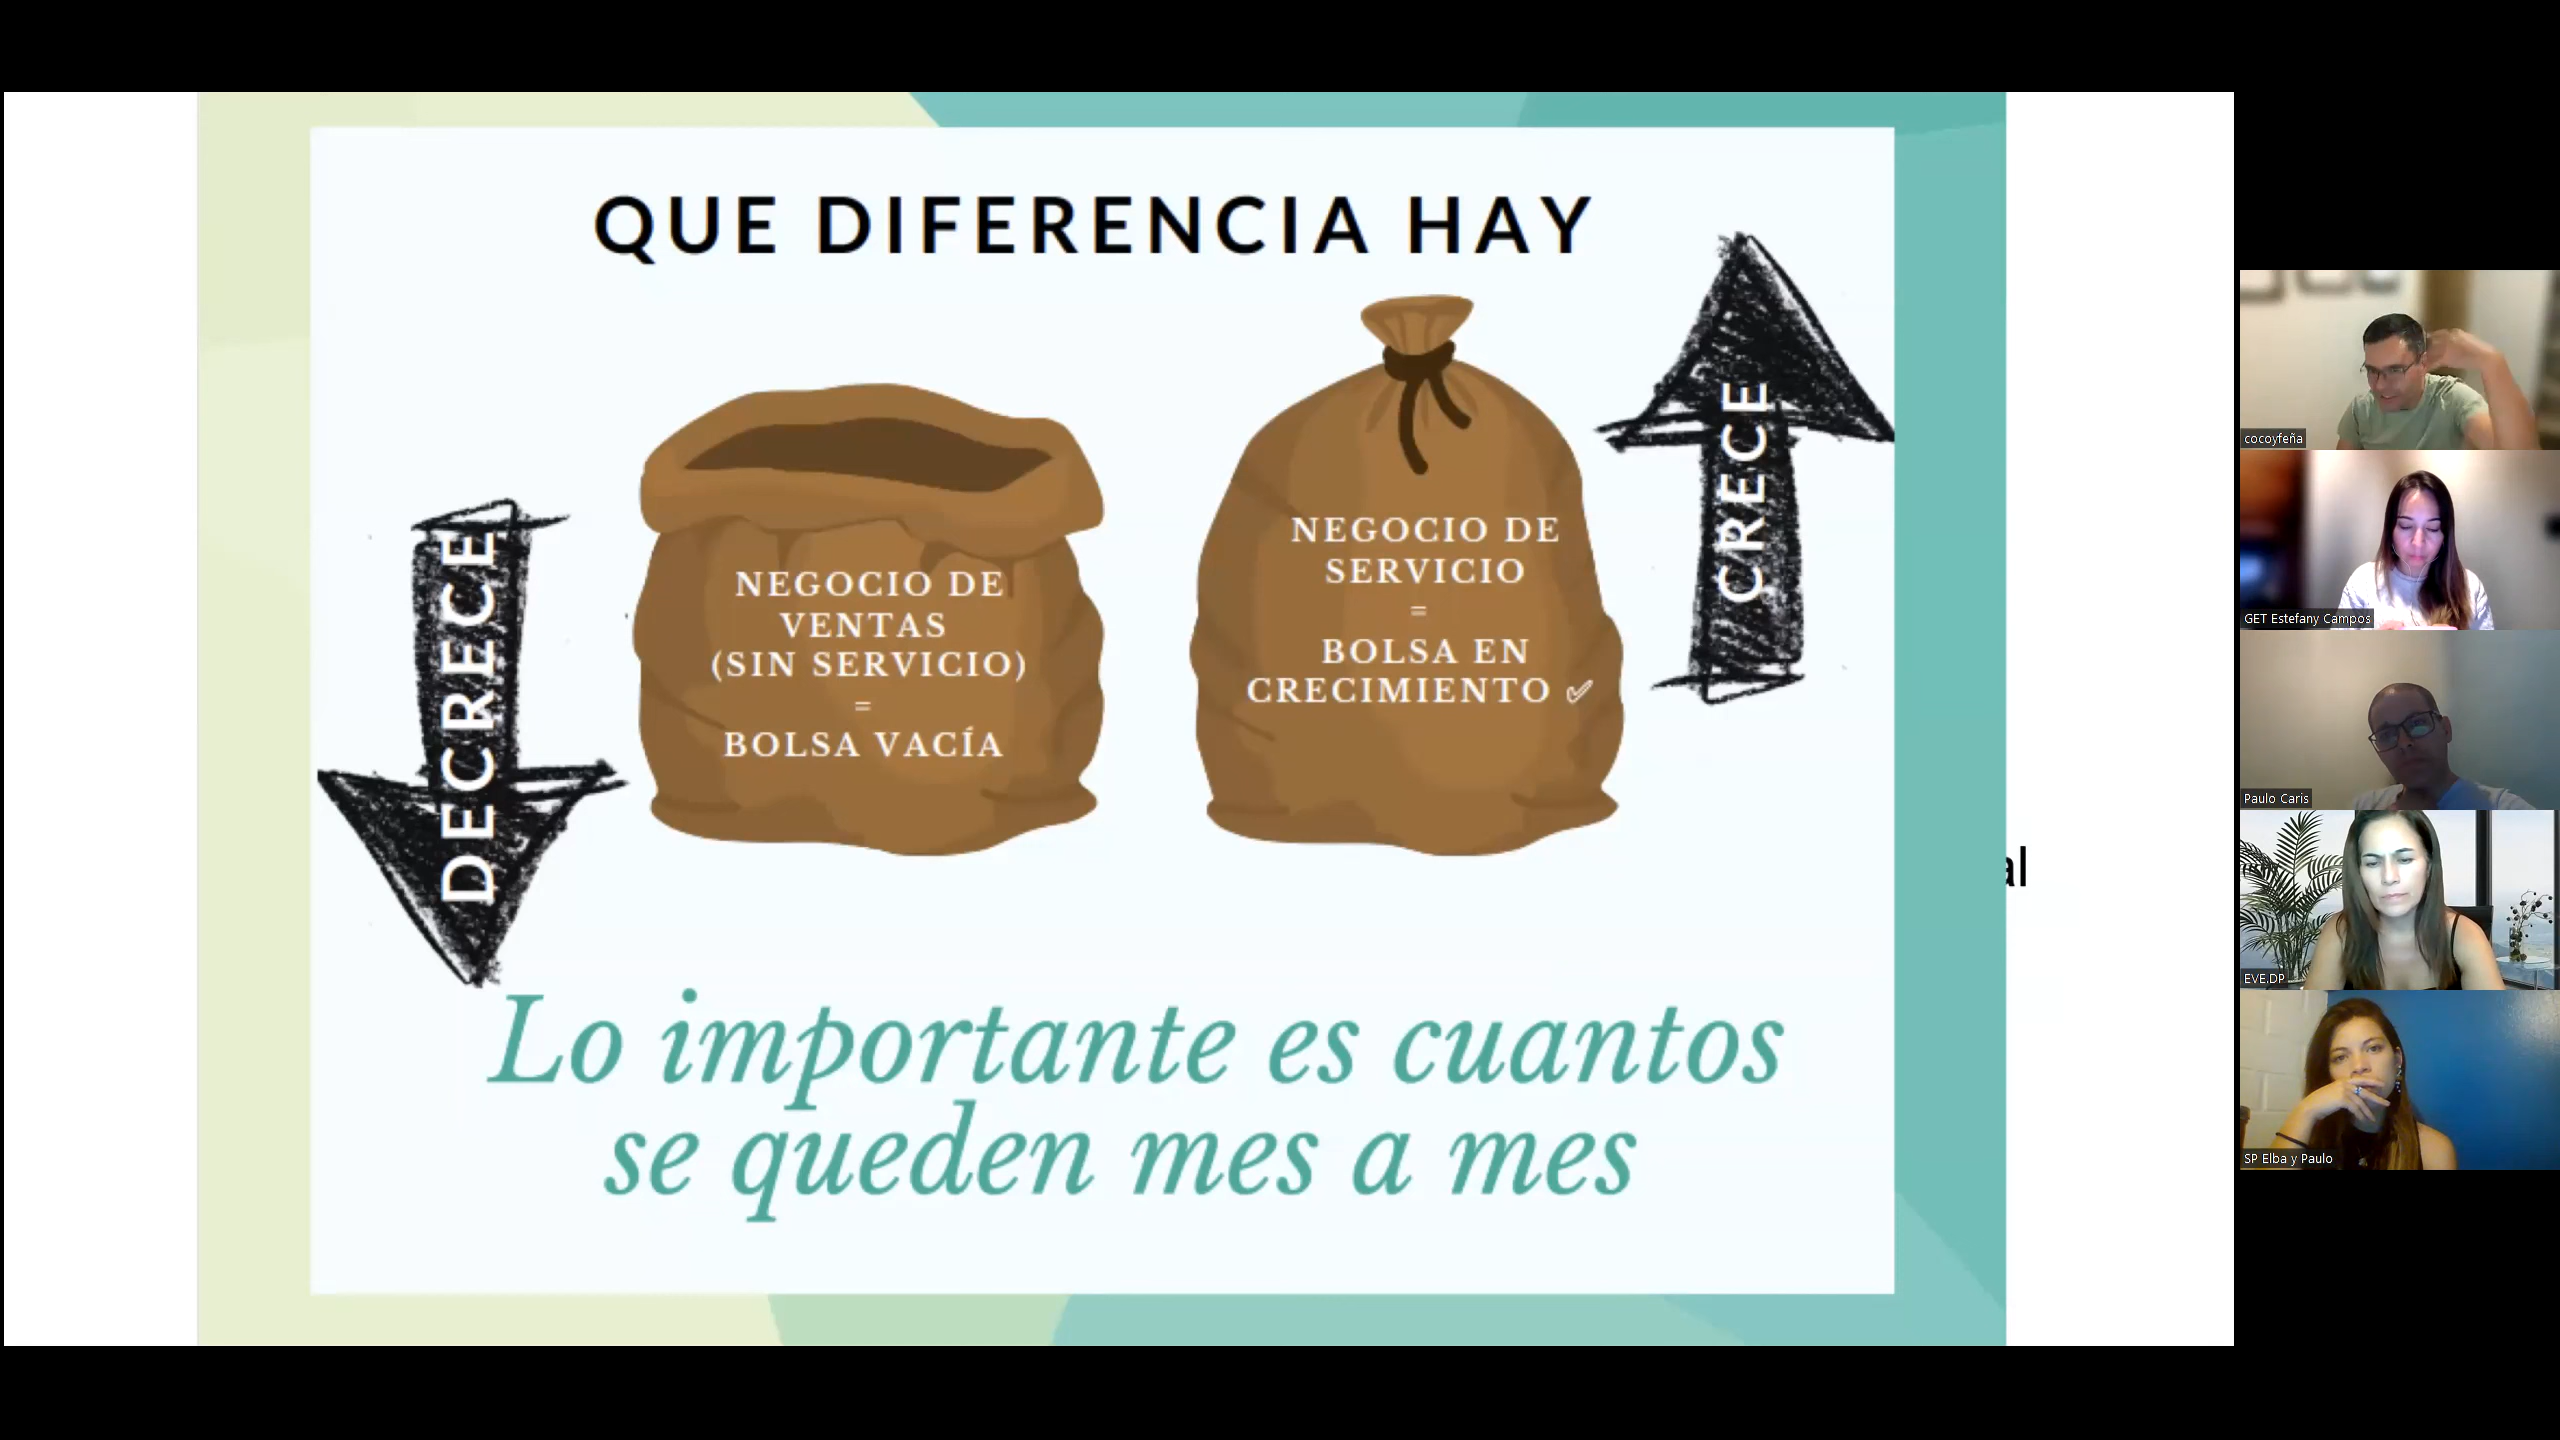 QUE DIFERENCIA HAY
DECRECE
NEGOCIO DE
VENTAS
(SIN SERVICIO)
=
BOLSA VACÍA
NEGOCIO DE
SERVICIO
=
BOLSA EN
CRECIMIENTO ✅
CRECE
Lo importante es cuantos
se queden mes a mes
al
cocoyfeña
GET Estefany Campos
Paulo Caris
EVE.DP
SP Elba y Paulo